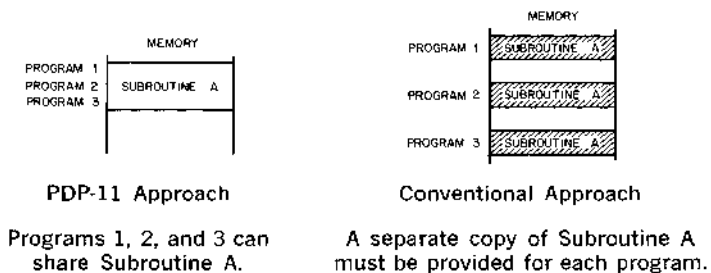 MEMORY
PROGRAM 1
PROGRAM 2
PROGRAM 3
SUBROUTINE A
PDP-11 Approach
Programs 1, 2, and 3 can
share Subroutine A.
MEMORY
PROGRAM 1
SUBROUTINE A
PROGRAM 2
SUBROUTINE A
PROGRAM 3
SUBROUTINE A
Conventional Approach
A separate copy of Subroutine A
must be provided for each program.